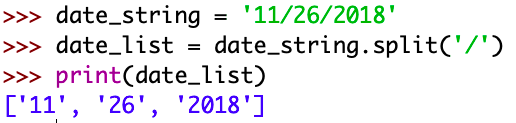 >>> date_string = '11/26/2018'
>>> date_list = date_string.split('/')
>>> print(date_list)
['11', '26', '2018']